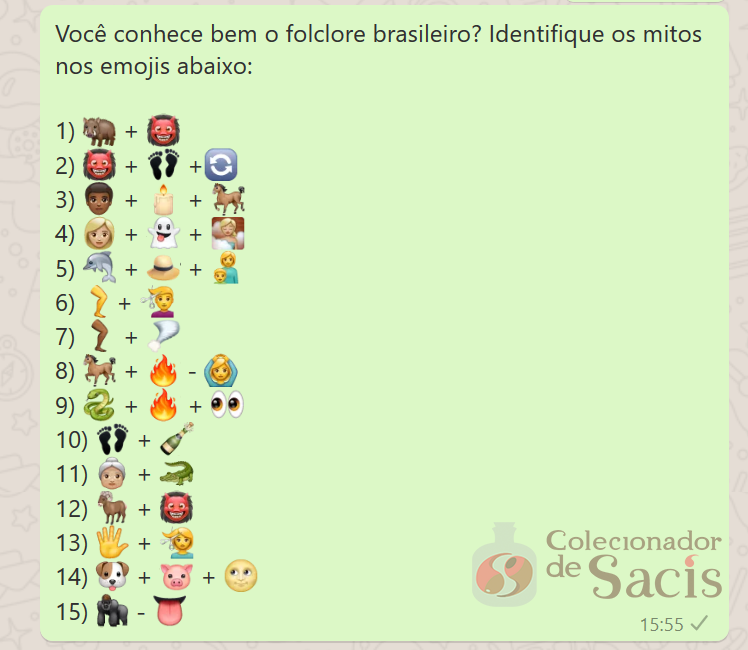 Você conhece bem o folclore brasileiro? Identifique os mitos
nos emojis abaixo:
1) 🐗 + 👹
2) 👹 + 👣 + 🔄
3) 👨🏾 + 🕯️ + 🐎
4) 👩🏼 + 👻 + 🛀🏼
5) 🐬 + 👒 + 👩‍👦
6) 🦵 + 💇
7) 🦵🏾 + 🌪️
8) 🐎 + 🔥 - 🙆
9) 🐍 + 🔥 + 👀
10) 👣 + 🍾
11) 👵🏼 + 🐊
12) 🐐 + 👹
13) 🖐️ + 💇
14) 🐶 + 🐷 + 🌝
15) 🦍 - 👅
Colecionador
de Sacis
15:55 ✓